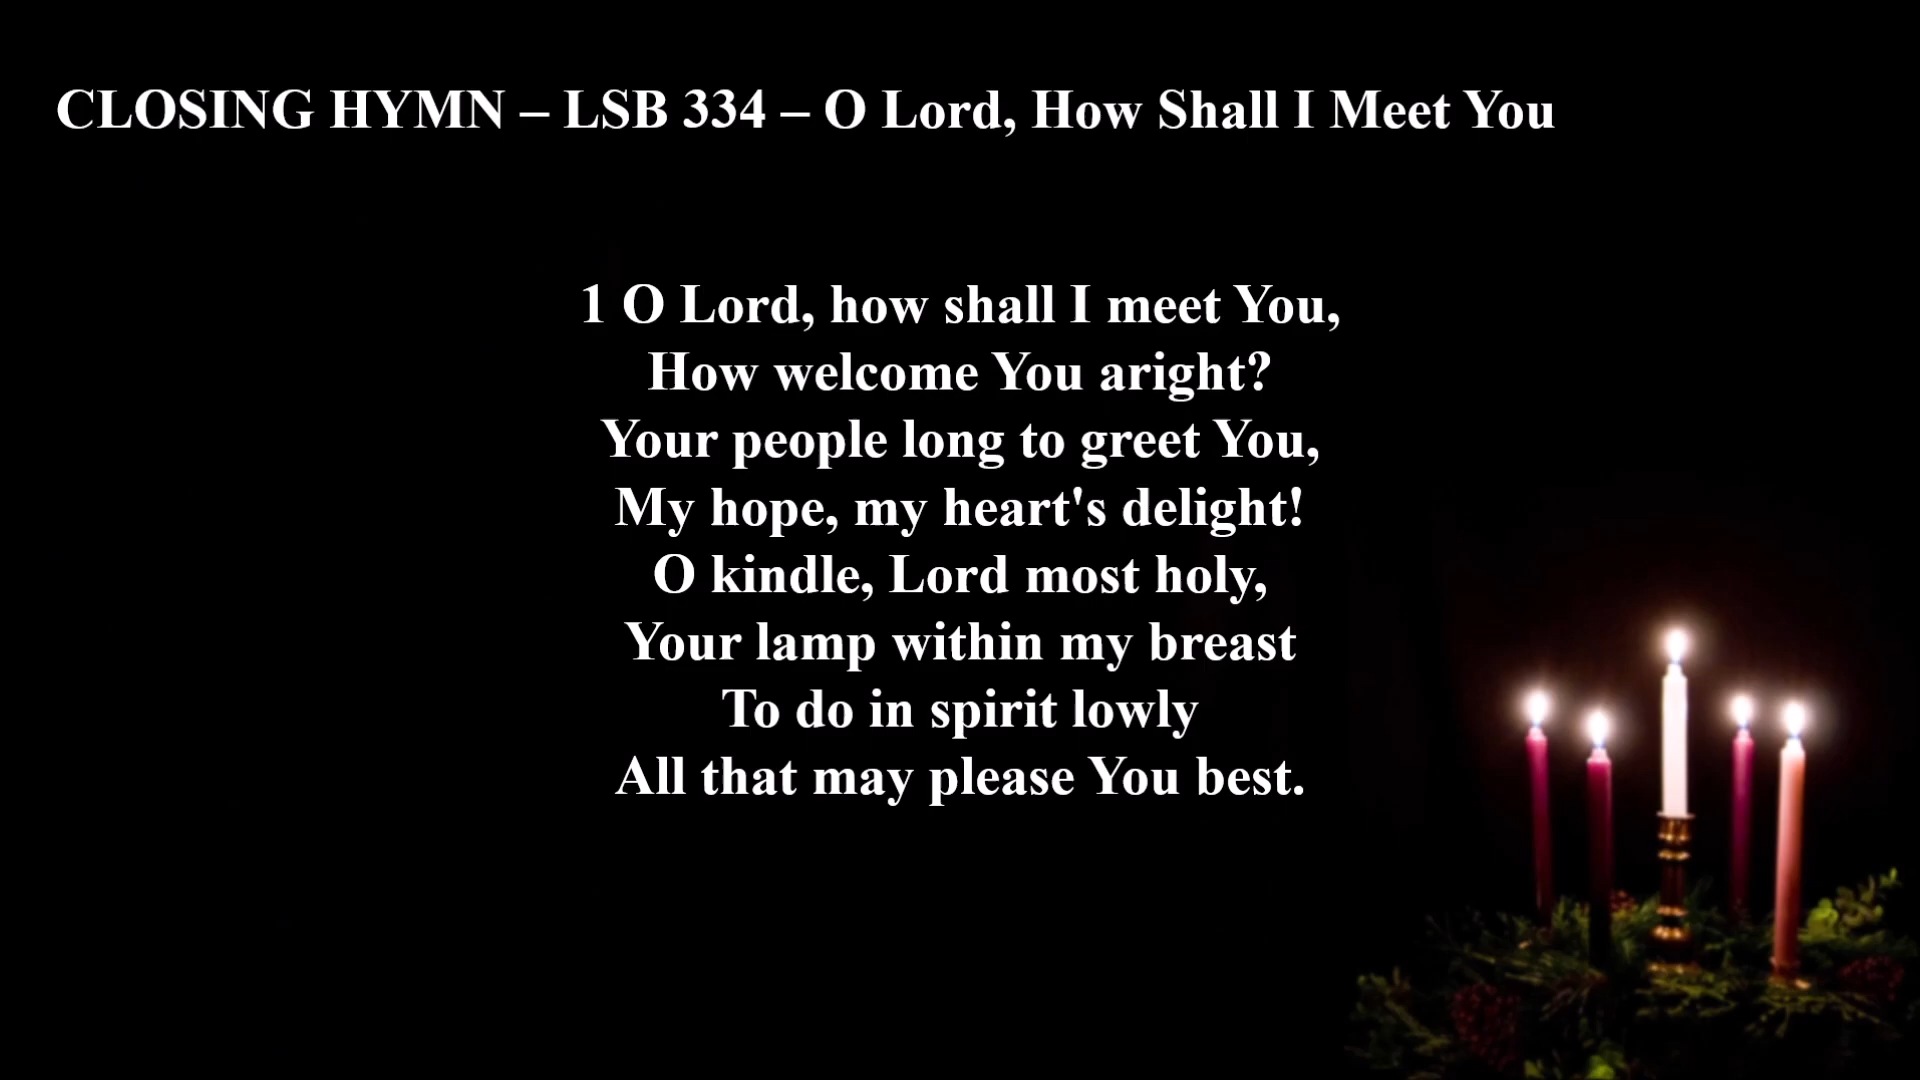 CLOSING HYMN – LSB 334 – O Lord, How Shall I Meet You
1 O Lord, how shall I meet You,
How welcome You aright?
Your people long to greet You,
My hope, my heart's delight!
O kindle, Lord most holy,
Your lamp within my breast
To do in spirit lowly
All that may please You best.